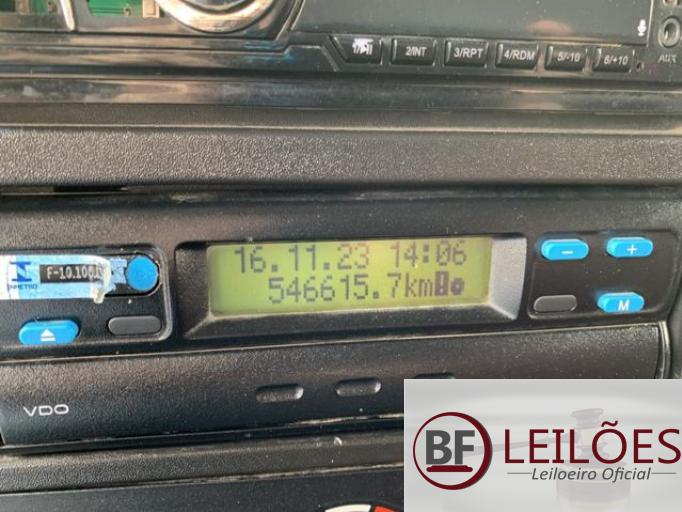 2/INT 3/RPT 4/RDM 5/-10 6/+10
AUX
16.11.23 14:06
546615.7km
INMETRO F-10.100
M
VDO
BF LEILÕES
Leiloeiro Oficial